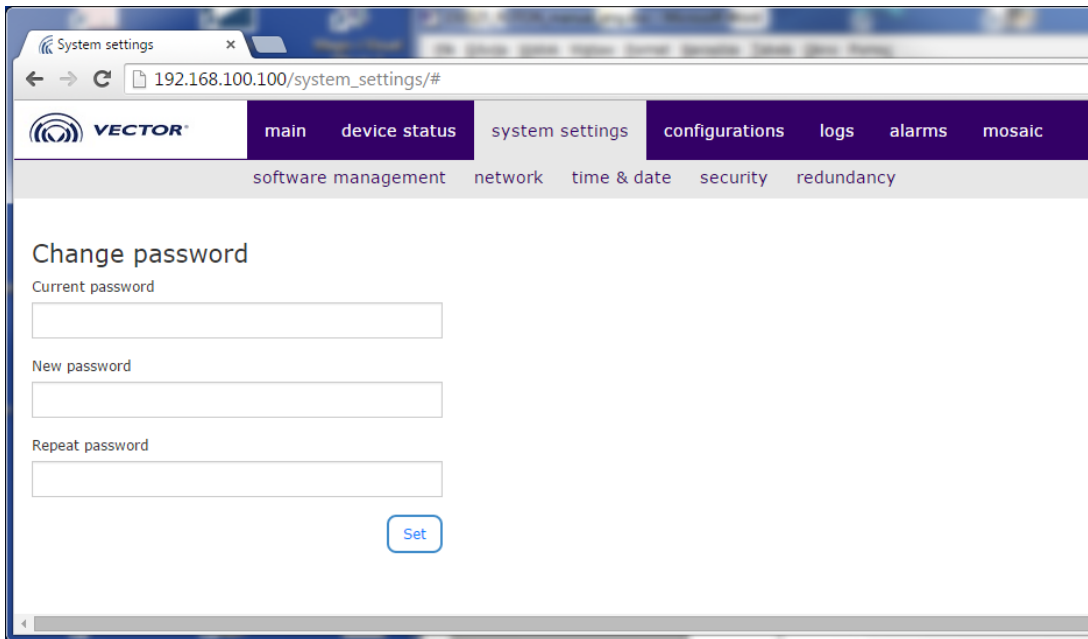 System settings
192.168.100.100/system_settings/#
VECTOR
main device status system settings configurations logs alarms mosaic
software management network time & date security redundancy
Change password
Current password
New password
Repeat password
Set